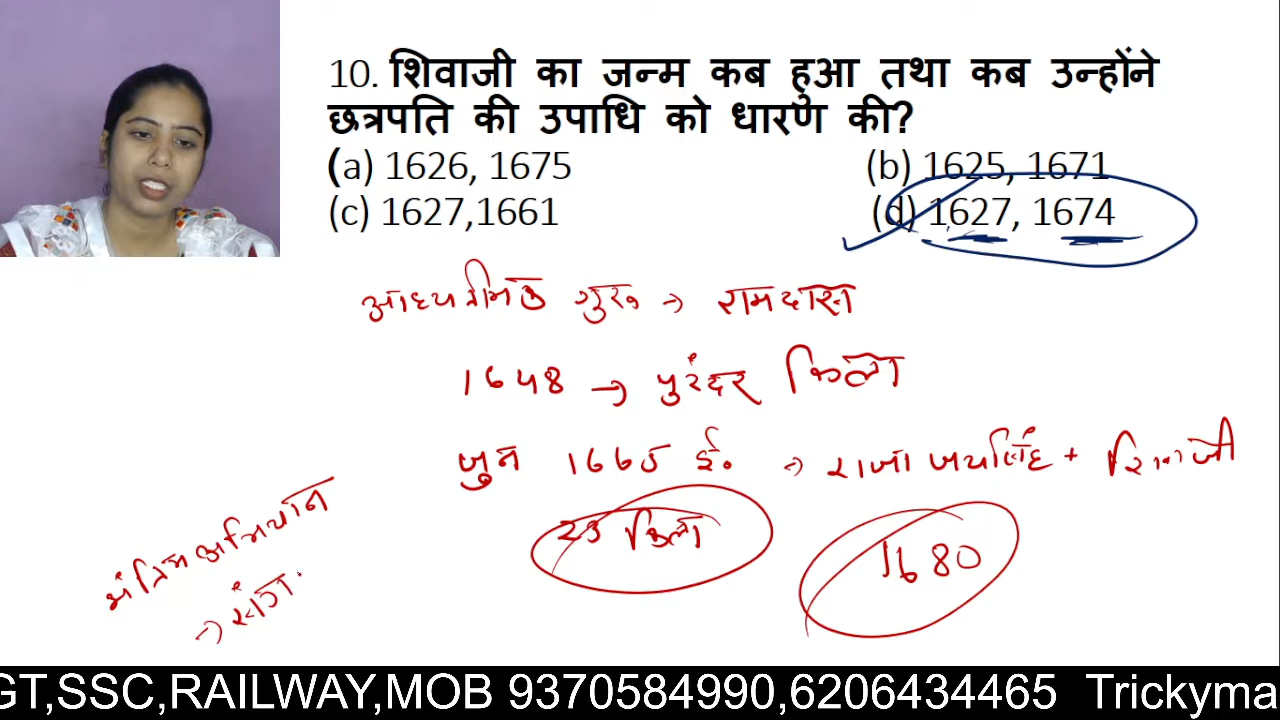 10. शिवाजी का जन्म कब हुआ तथा कब उन्होंने
छत्रपति की उपाधि को धारण की?
(a) 1626, 1675 (b) 1625, 1671
(c) 1627,1661 (d) 1627, 1674
गुरु → रामदास
1648 → पुरंदर किला
जुन 1665 ई. → राजा जयसिंह + शिवाजी
23 किला
1680
अंतिम अभियान
→
GT,SSC,RAILWAY,MOB 9370584990,6206434465 Trickyma